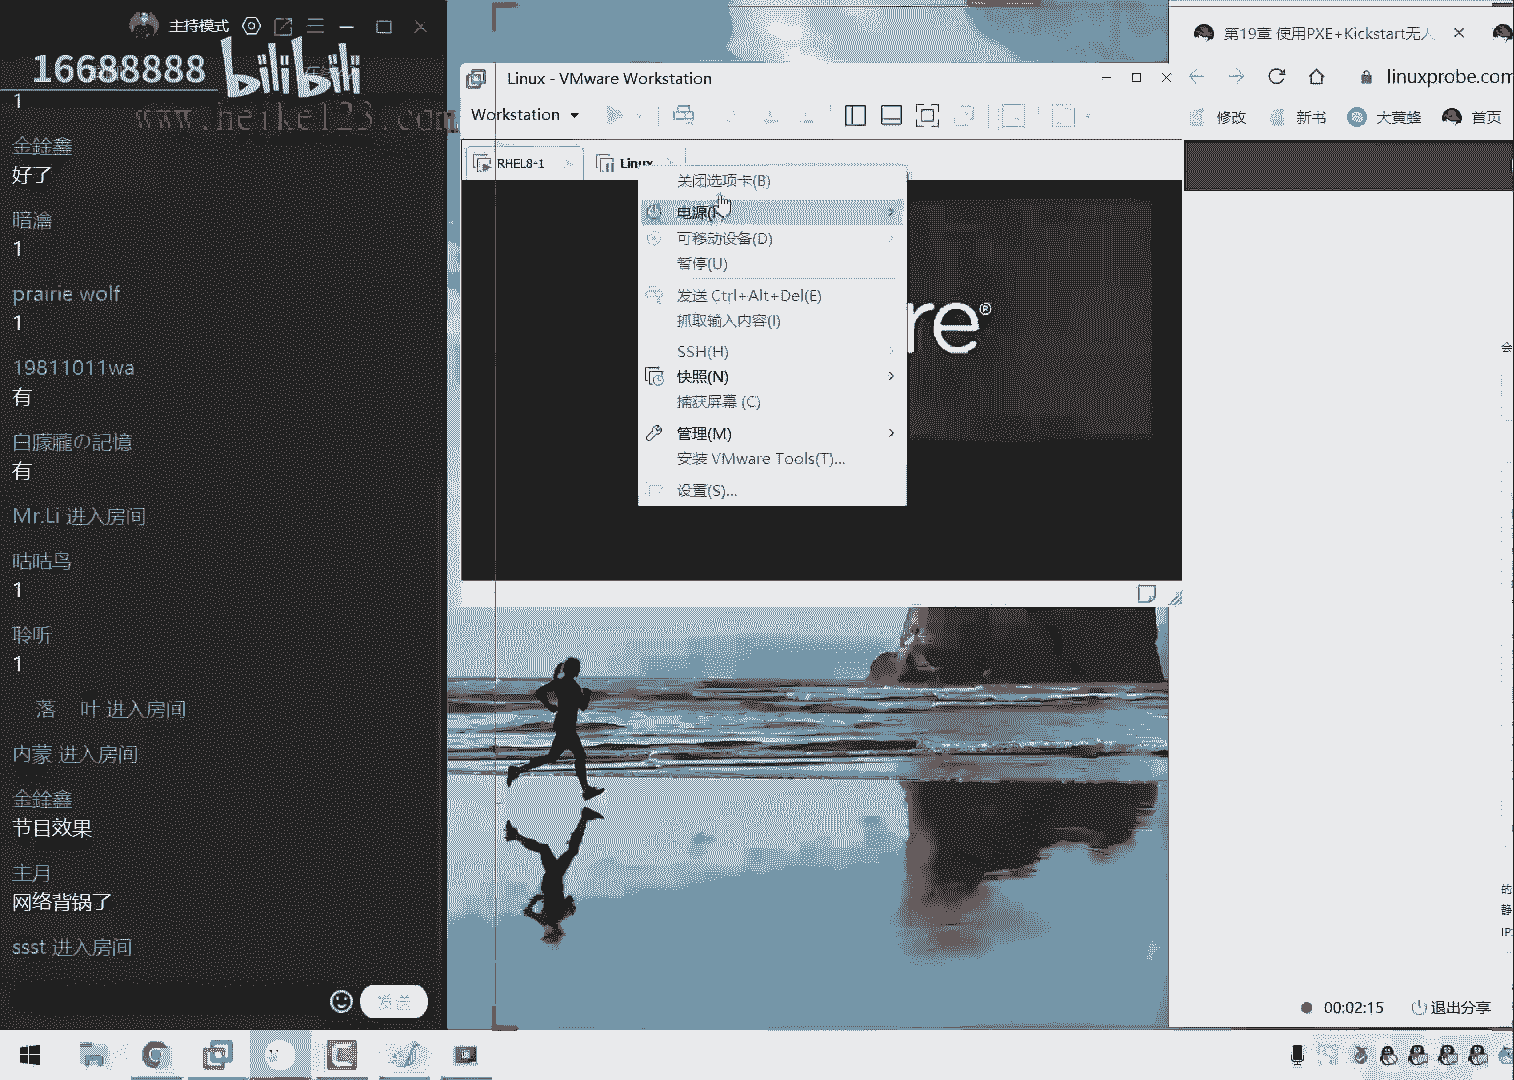 主持模式
16688888 bilibili
www.heike123.com
1
金銓鑫
好了
暗瀹
1
prairie wolf
1
19811011wa
有
白朦朧の記憶
有
Mr.Li 进入房间
咕咕鸟
1
聆听
1
落 叶 进入房间
内蒙 进入房间
金銓鑫
节目效果
主月
网络背锅了
ssst 进入房间
发送
Linux - VMware Workstation
Workstation
RHEL8-1
Linux
关闭选项卡(B)
电源(
可移动设备(D)
暂停(U)
发送 Ctrl+Alt+Del(E)
抓取输入内容(I)
SSH(H)
快照(N)
捕获屏幕 (C)
管理(M)
安装 VMware Tools(T)...
设置(S)...
re®
第19章 使用PXE+Kickstart无人
linuxprobe.com
修改 新书 大黄蜂 首页
会
的
静
IP
00:02:15 退出分享